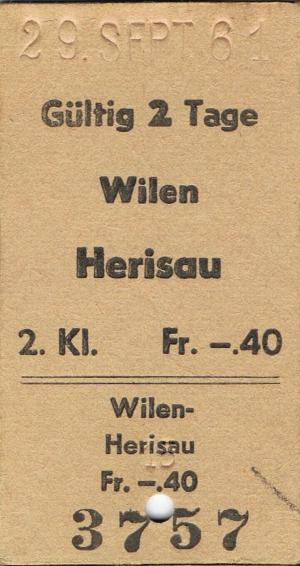 29. SEPT 61
Gültig 2 Tage
Wilen
Herisau
2. Kl. Fr. –.40
Wilen-
Herisau
Fr. –.40
3757